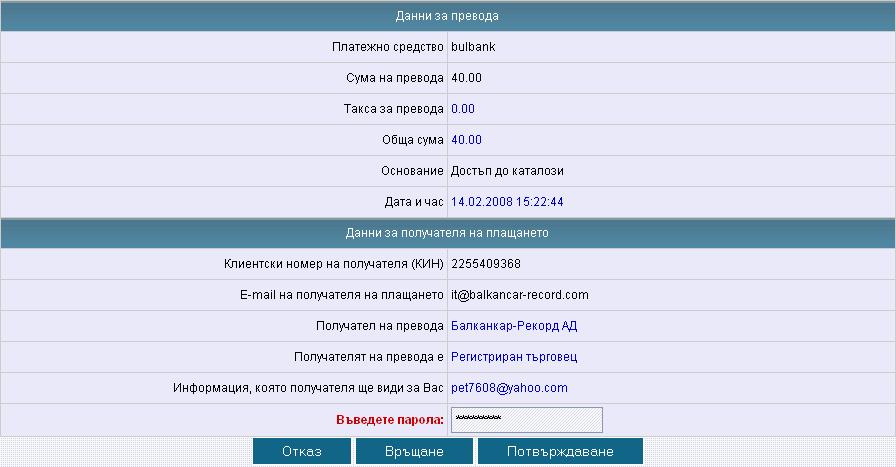 Данни за превода
Платежно средство bulbank
Сума на превода 40.00
Такса за превода 0.00
Обща сума 40.00
Основание Достъп до каталози
Дата и час 14.02.2008 15:22:44
Данни за получателя на плащането
Клиентски номер на получателя (КИН) 2255409368
E-mail на получателя на плащането it@balkancar-record.com
Получател на превода Балканкар-Рекорд АД
Получателят на превода е Регистриран търговец
Информация, която получателя ще види за Вас pet7608@yahoo.com
Въведете парола: *********
Отказ Връщане Потвърждаване